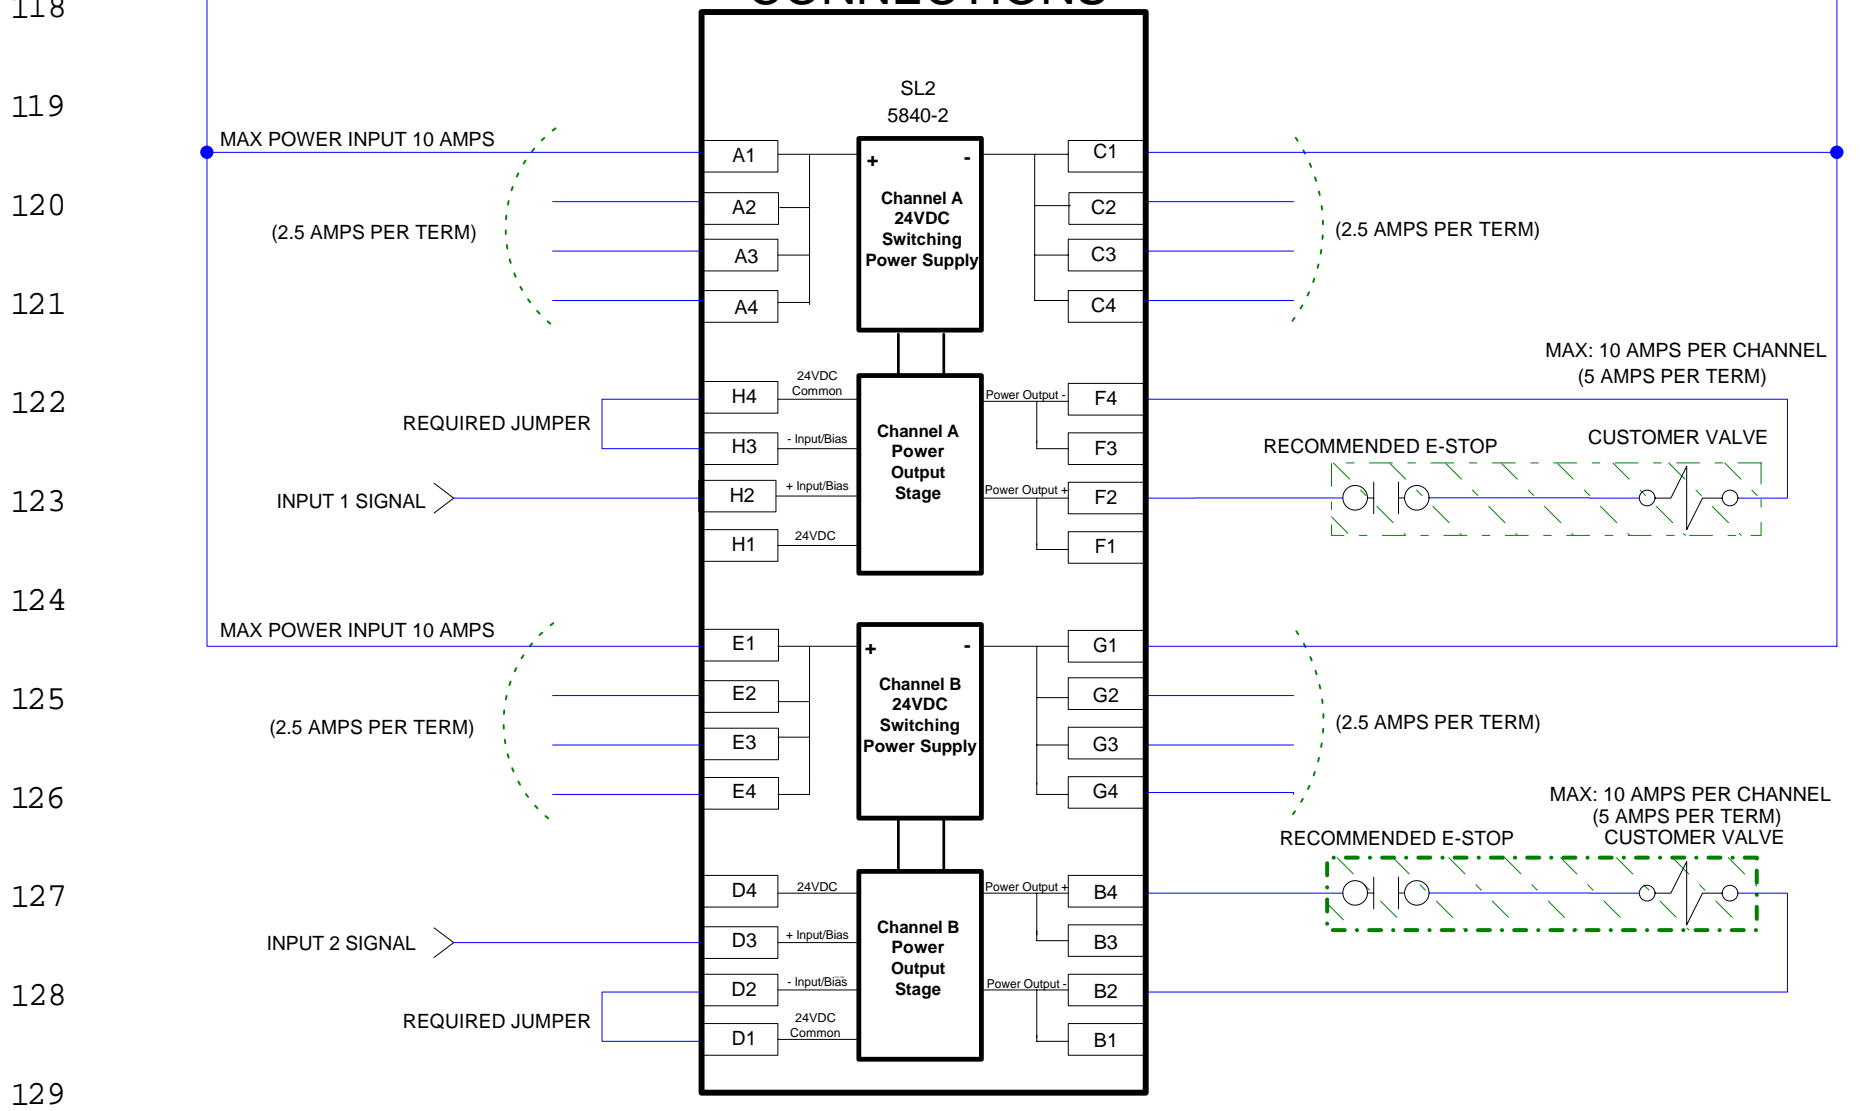 118
CONNECTIONS
SL2
5840-2
119
MAX POWER INPUT 10 AMPS
A1
+
-
C1
Channel A
24VDC
Switching
Power Supply
120
A2
C2
(2.5 AMPS PER TERM)
(2.5 AMPS PER TERM)
A3
C3
121
A4
C4
MAX: 10 AMPS PER CHANNEL
(5 AMPS PER TERM)
122
H4
24VDC
Common
Power Output -
F4
REQUIRED JUMPER
H3
- Input/Bias
Channel A
Power
Output
Stage
F3
RECOMMENDED E-STOP
CUSTOMER VALVE
123
INPUT 1 SIGNAL
H2
+ Input/Bias
Power Output +
F2
H1
24VDC
F1
124
MAX POWER INPUT 10 AMPS
E1
+
-
G1
Channel B
24VDC
Switching
Power Supply
125
E2
G2
(2.5 AMPS PER TERM)
(2.5 AMPS PER TERM)
E3
G3
126
E4
G4
MAX: 10 AMPS PER CHANNEL
(5 AMPS PER TERM)
RECOMMENDED E-STOP
CUSTOMER VALVE
127
D4
24VDC
Power Output +
B4
INPUT 2 SIGNAL
D3
+ Input/Bias
Channel B
Power
Output
Stage
B3
128
D2
- Input/Bias
Power Output -
B2
REQUIRED JUMPER
D1
24VDC
Common
B1
129